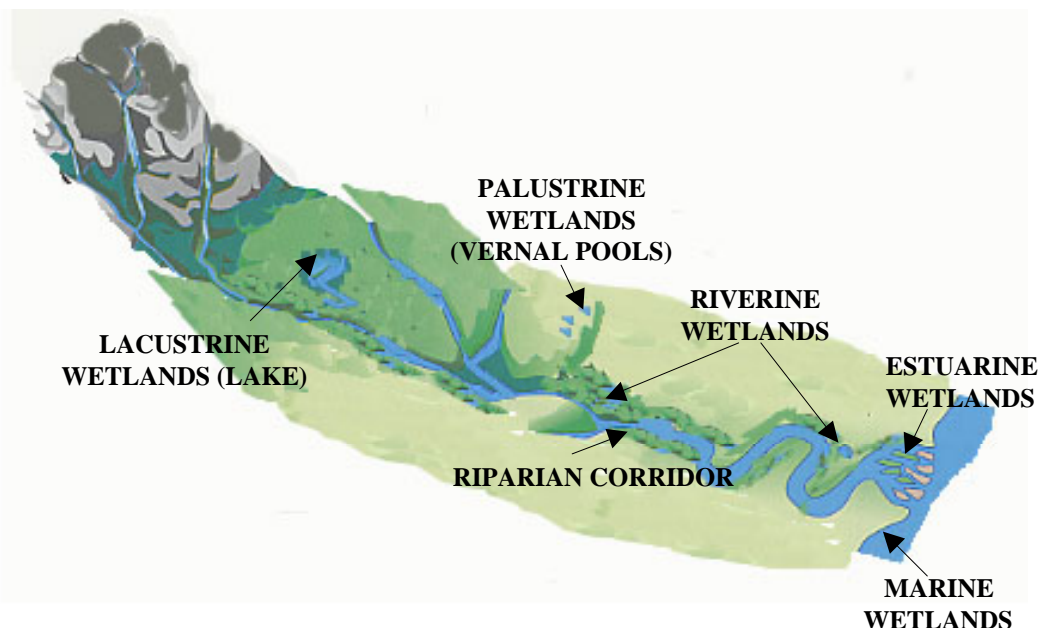 PALUSTRINE
WETLANDS
(VERNAL POOLS)
RIVERINE
WETLANDS
LACUSTRINE
WETLANDS (LAKE)
ESTUARINE
WETLANDS
RIPARIAN CORRIDOR
MARINE
WETLANDS